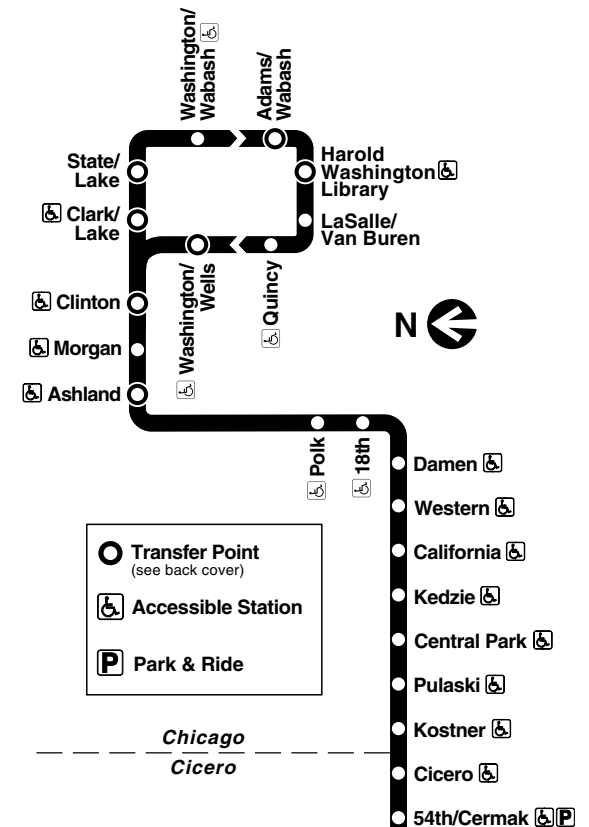 Washington/
Wabash
Adams/
Wabash
State/
Lake
Harold
Washington
Library
Clark/
Lake
LaSalle/
Van Buren
Washington/
Wells
Quincy
Clinton
N
Morgan
Ashland
Polk
18th
Damen
Western
California
Kedzie
Central Park
Pulaski
Kostner
Cicero
54th/Cermak P
Transfer Point
(see back cover)
Accessible Station
P Park & Ride
Chicago
Cicero